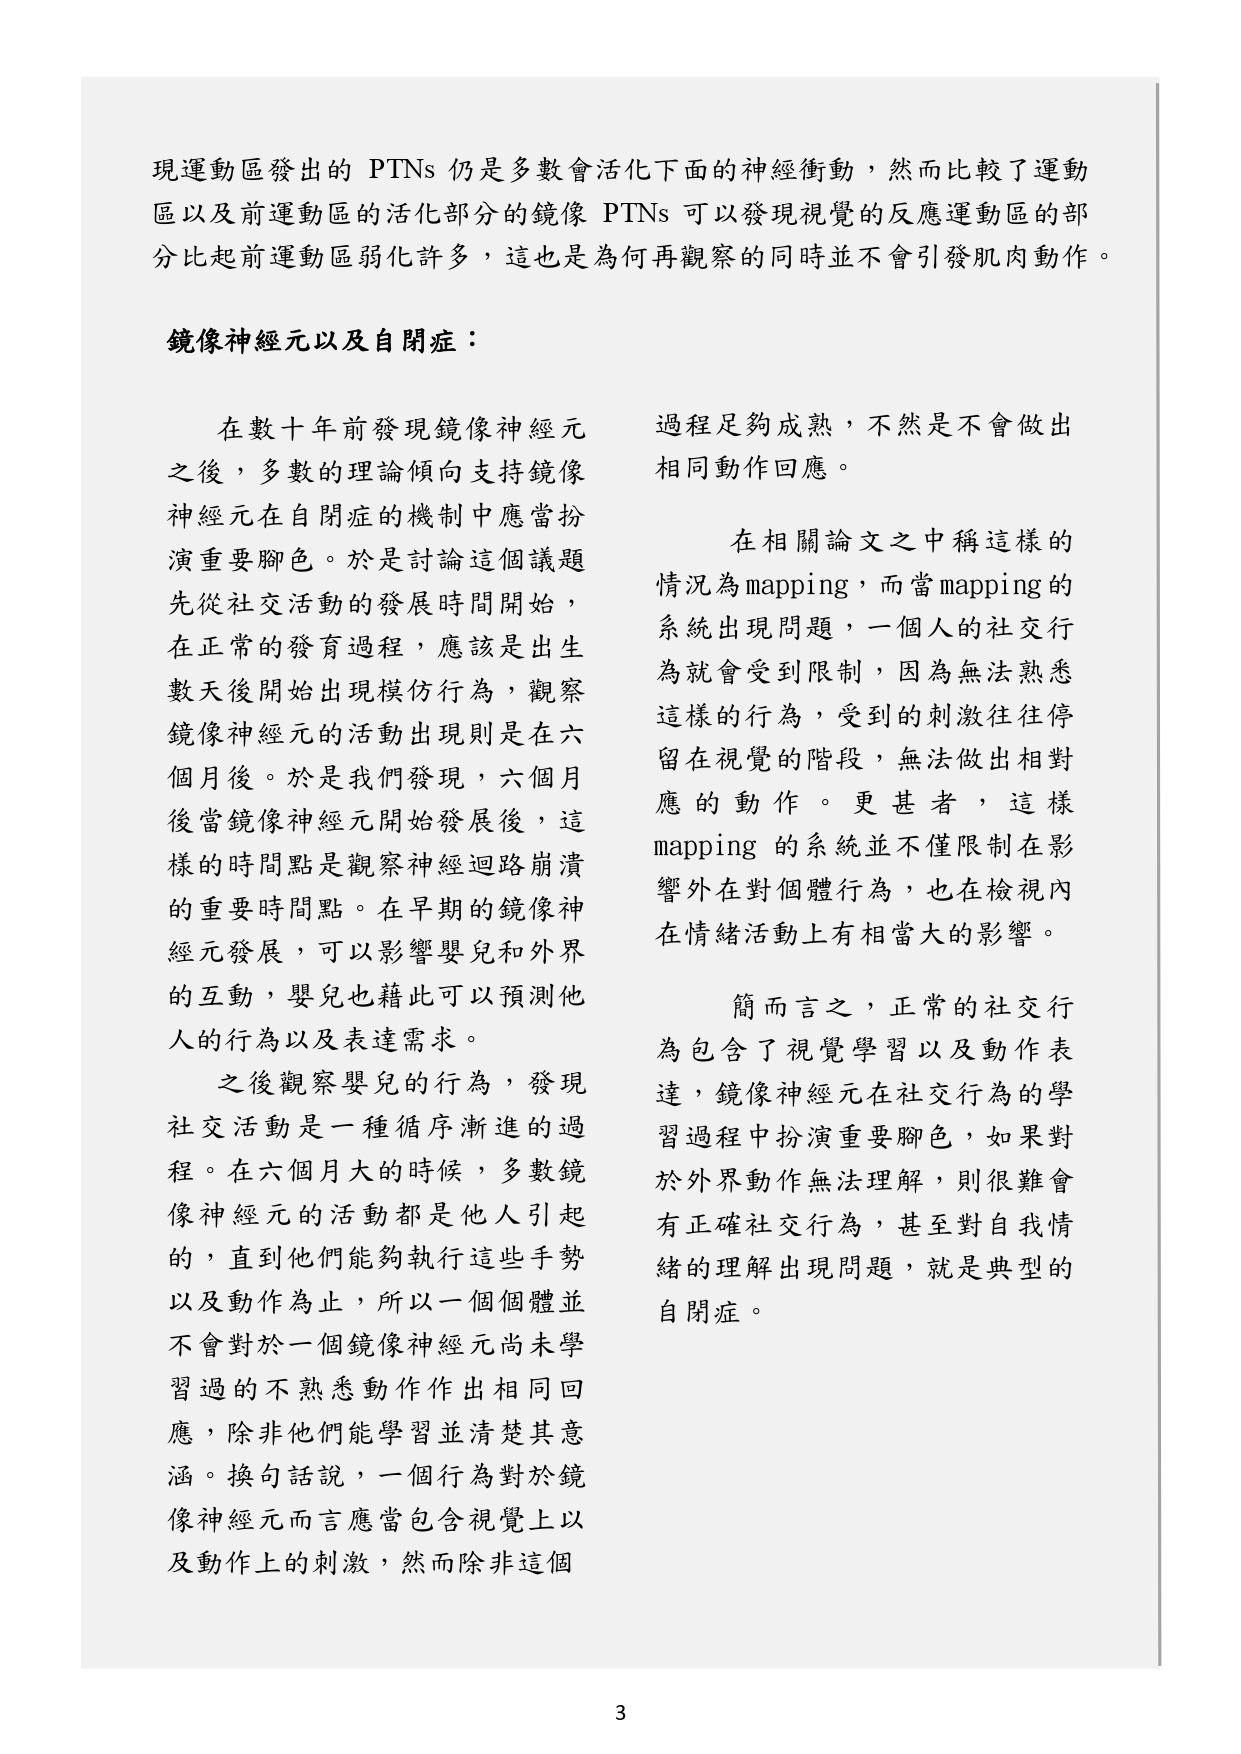 現運動區發出的 PTNs 仍是多數會活化下面的神經衝動，然而比較了運動
區以及前運動區的活化部分的鏡像 PTNs 可以發現視覺的反應運動區的部
分比起前運動區弱化許多，這也是為何再觀察的同時並不會引發肌肉動作。
鏡像神經元以及自閉症：
在數十年前發現鏡像神經元
之後，多數的理論傾向支持鏡像
神經元在自閉症的機制中應當扮
演重要腳色。於是討論這個議題
先從社交活動的發展時間開始，
在正常的發育過程，應該是出生
數天後開始出現模仿行為，觀察
鏡像神經元的活動出現則是在六
個月後。於是我們發現，六個月
後當鏡像神經元開始發展後，這
樣的時間點是觀察神經迴路崩潰
的重要時間點。在早期的鏡像神
經元發展，可以影響嬰兒和外界
的互動，嬰兒也藉此可以預測他
人的行為以及表達需求。
之後觀察嬰兒的行為，發現
社交活動是一種循序漸進的過
程。在六個月大的時候，多數鏡
像神經元的活動都是他人引起
的，直到他們能夠執行這些手勢
以及動作為止，所以一個個體並
不會對於一個鏡像神經元尚未學
習過的不熟悉動作作出相同回
應，除非他們能學習並清楚其意
涵。換句話說，一個行為對於鏡
像神經元而言應當包含視覺上以
及動作上的刺激，然而除非這個
過程足夠成熟，不然是不會做出
相同動作回應。
在相關論文之中稱這樣的
情況為mapping，而當mapping的
系統出現問題，一個人的社交行
為就會受到限制，因為無法熟悉
這樣的行為，受到的刺激往往停
留在視覺的階段，無法做出相對
應的動作。更甚者，這樣
mapping 的系統並不僅限制在影
響外在對個體行為，也在檢視內
在情緒活動上有相當大的影響。
簡而言之，正常的社交行
為包含了視覺學習以及動作表
達，鏡像神經元在社交行為的學
習過程中扮演重要腳色，如果對
於外界動作無法理解，則很難會
有正確社交行為，甚至對自我情
緒的理解出現問題，就是典型的
自閉症。
3